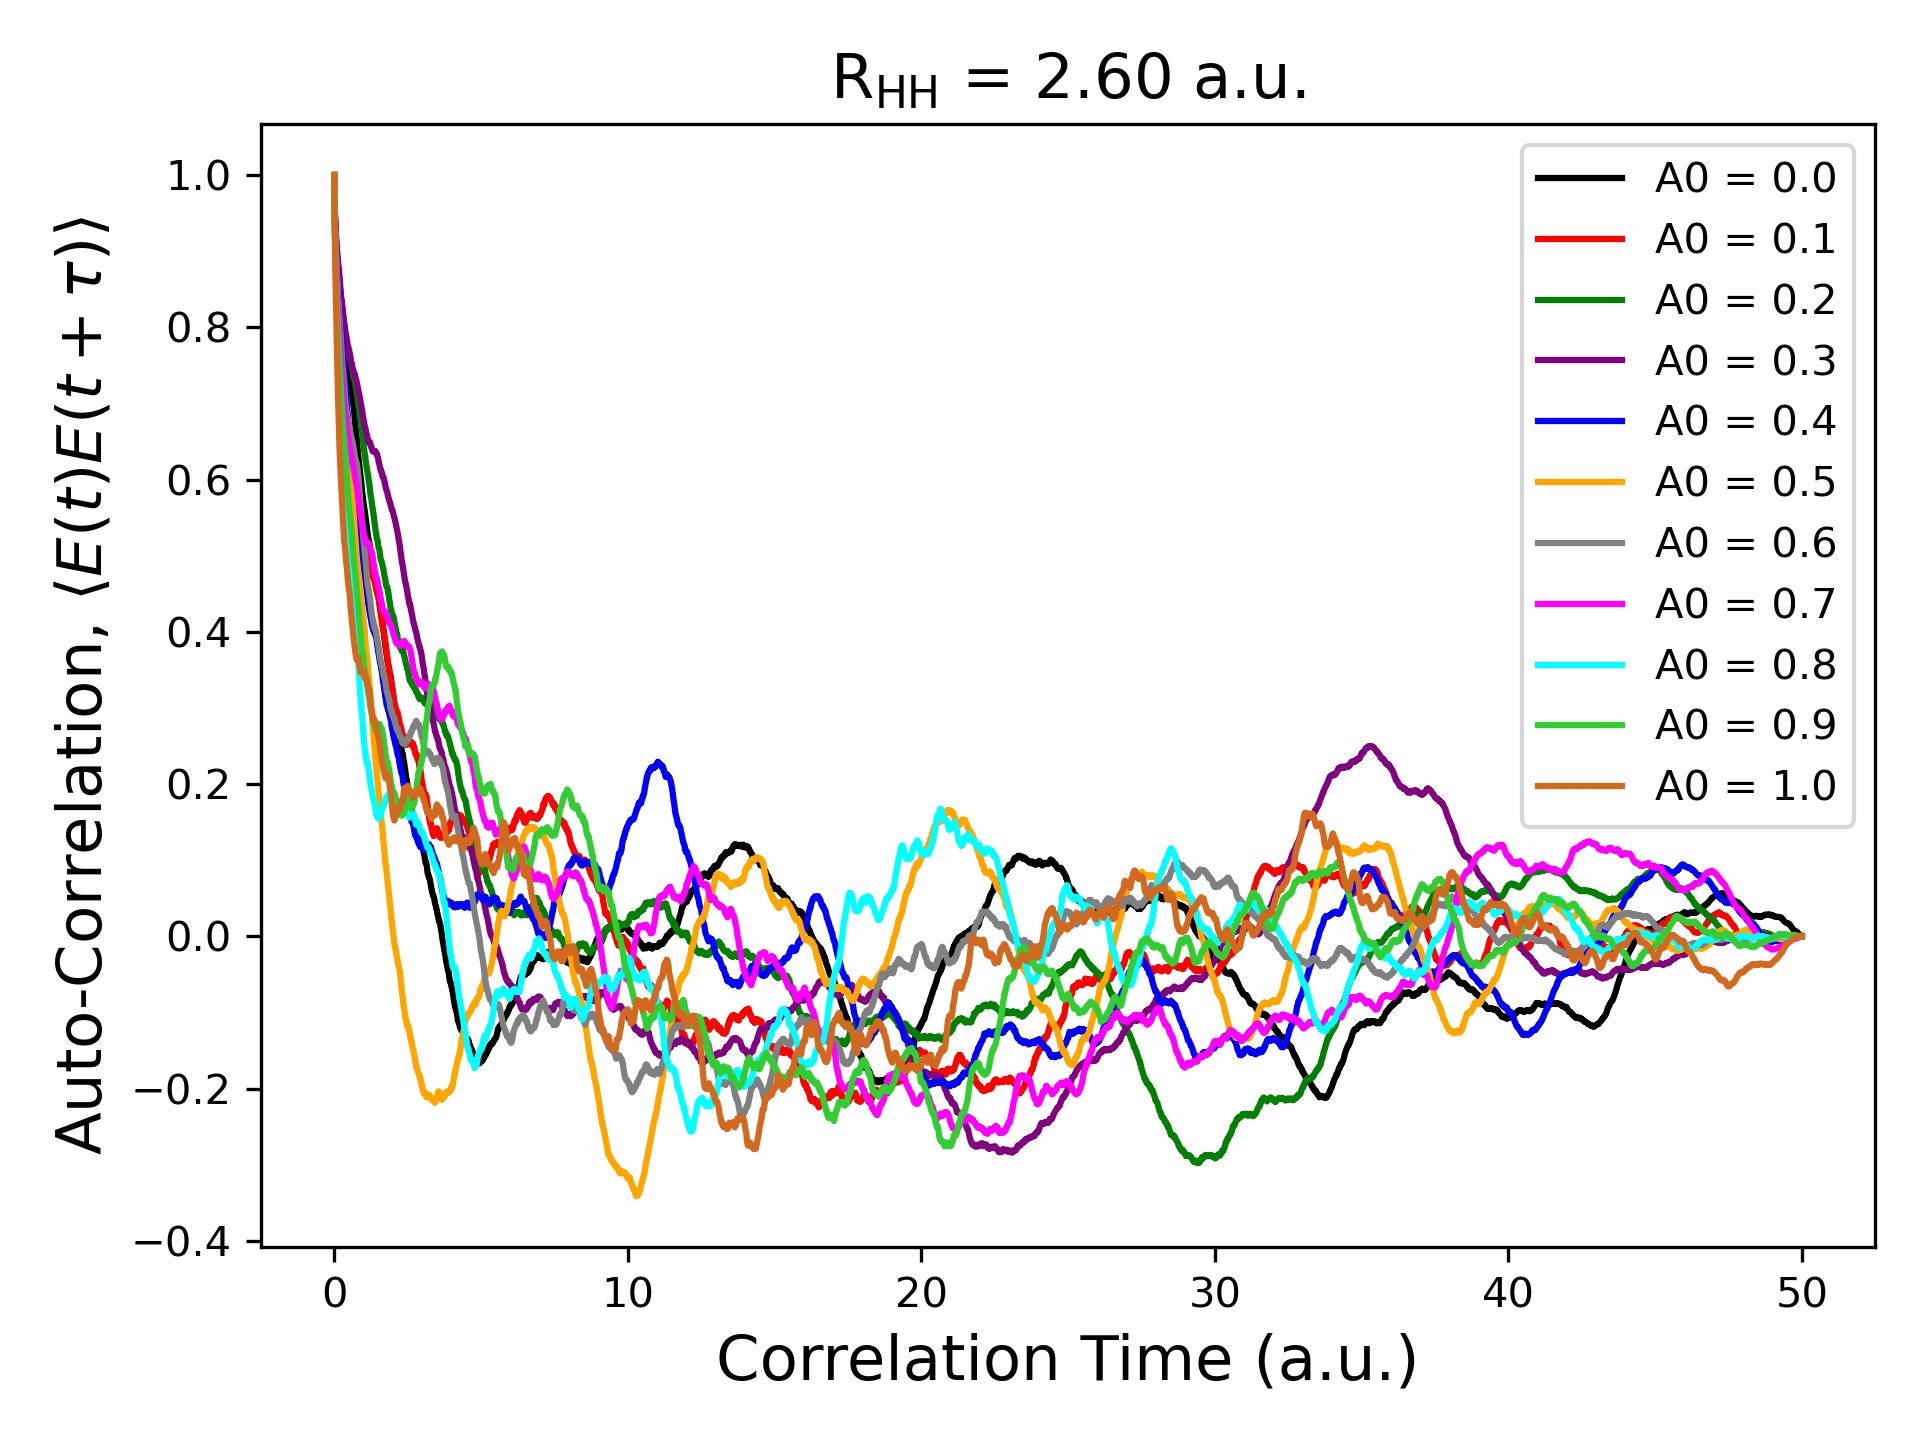 R_HH = 2.60 a.u.
Auto-Correlation, ⟨E(t)E(t + τ)⟩
1.0
0.8
0.6
0.4
0.2
0.0
−0.2
−0.4
A0 = 0.0
A0 = 0.1
A0 = 0.2
A0 = 0.3
A0 = 0.4
A0 = 0.5
A0 = 0.6
A0 = 0.7
A0 = 0.8
A0 = 0.9
A0 = 1.0
0 10 20 30 40 50
Correlation Time (a.u.)